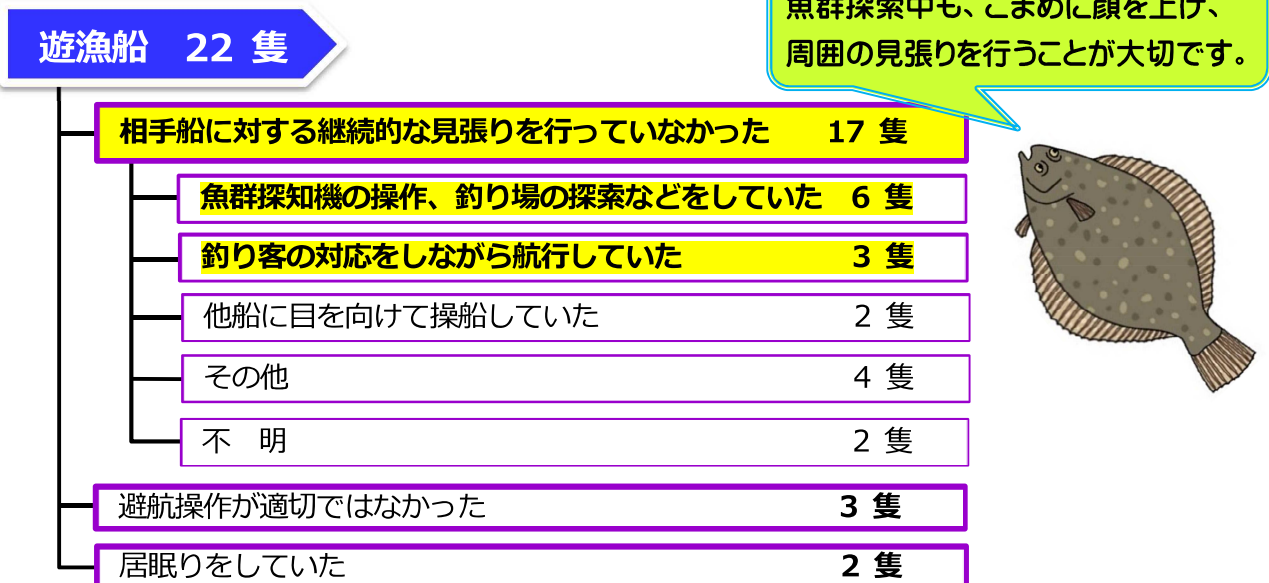 魚群探索中も、こまめに顔を上げ、
周囲の見張りを行うことが大切です。
遊漁船 22 隻
相手船に対する継続的な見張りを行っていなかった 17 隻
魚群探知機の操作、釣り場の探索などをしていた 6 隻
釣り客の対応をしながら航行していた 3 隻
他船に目を向けて操船していた 2 隻
その他 4 隻
不 明 2 隻
避航操作が適切ではなかった 3 隻
居眠りをしていた 2 隻